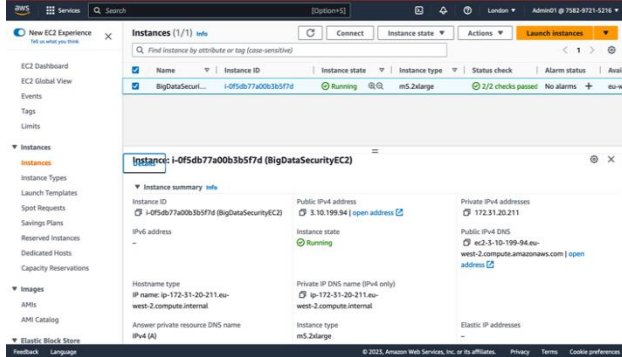 aws Services Search [Option+S] London Admin01 @ 7582-9721-5216
New EC2 Experience
Tell us what you think
EC2 Dashboard
EC2 Global View
Events
Tags
Limits
Instances
Instances
Instance Types
Launch Templates
Spot Requests
Savings Plans
Reserved Instances
Dedicated Hosts
Capacity Reservations
Images
AMIs
AMI Catalog
Elastic Block Store
Instances (1/1) Info Connect Instance state Actions Launch instances
Find instance by attribute or tag (case-sensitive)
1
Name Instance ID Instance state Instance type Status check Alarm status Avai
BigDataSecuri... i-0f5db77a00b3b5f7d Running m5.2xlarge 2/2 checks passed No alarms + eu-w
Instance: i-0f5db77a00b3b5f7d (BigDataSecurityEC2)
Details
Instance summary Info
Instance ID Public IPv4 address Private IPv4 addresses
i-0f5db77a00b3b5f7d (BigDataSecurityEC2) 3.10.199.94 | open address 172.31.20.211
IPv6 address Instance state Public IPv4 DNS
– Running ec2-3-10-199-94.eu-
west-2.compute.amazonaws.com | open
address
Hostname type Private IP DNS name (IPv4 only)
IP name: ip-172-31-20-211.eu- ip-172-31-20-211.eu-
west-2.compute.internal west-2.compute.internal
Answer private resource DNS name Instance type Elastic IP addresses
IPv4 (A) m5.2xlarge –
Feedback Language © 2023, Amazon Web Services, Inc. or its affiliates. Privacy Terms Cookie preferences